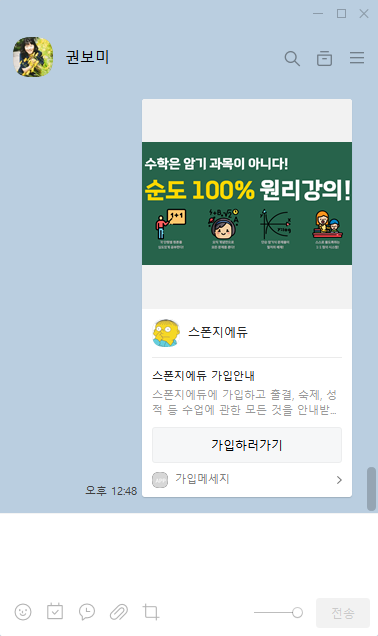 권보미
수학은 암기 과목이 아니다!
순도 100% 원리강의!
스폰지에듀
스폰지에듀 가입안내
스폰지에듀에 가입하고 출결, 숙제, 성
적 등 수업에 관한 모든 것을 안내받...
가입하러가기
APP 가입메세지
오후 12:48
전송